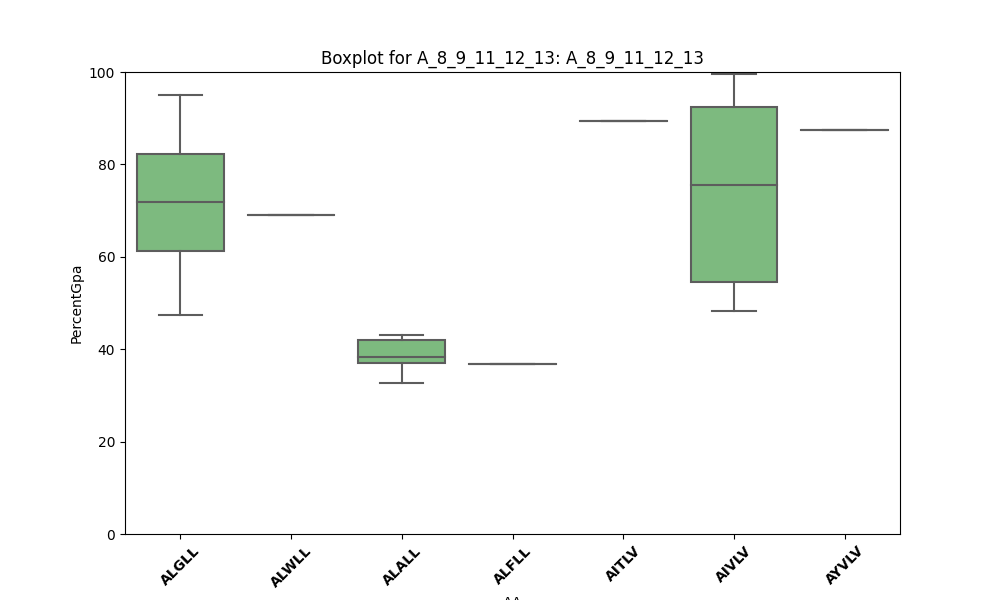 Boxplot for A_8_9_11_12_13: A_8_9_11_12_13
PercentGpa
100
80
60
40
20
0
ALGLL
ALWLL
ALALL
ALFLL
AITLV
AIVLV
AYVLV